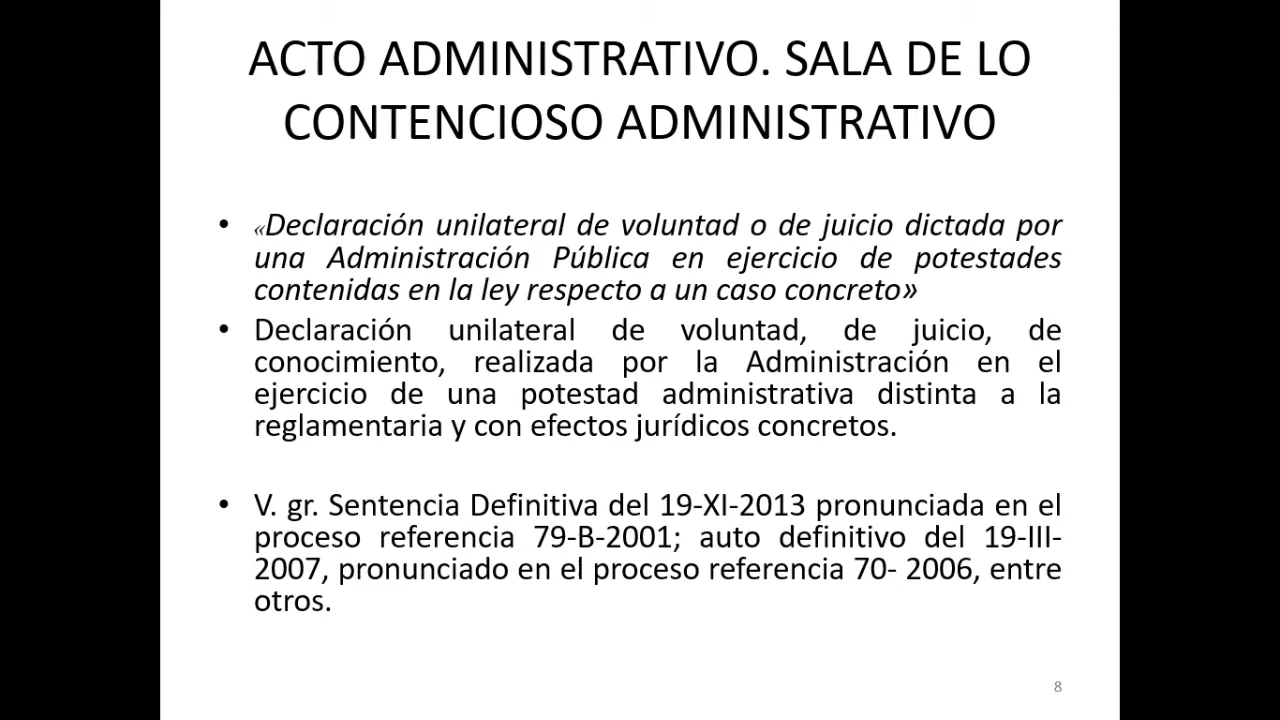 ACTO ADMINISTRATIVO. SALA DE LO
CONTENCIOSO ADMINISTRATIVO
• «Declaración unilateral de voluntad o de juicio dictada por
una Administración Pública en ejercicio de potestades
contenidas en la ley respecto a un caso concreto»
• Declaración unilateral de voluntad, de juicio, de
conocimiento, realizada por la Administración en el
ejercicio de una potestad administrativa distinta a la
reglamentaria y con efectos jurídicos concretos.
• V. gr. Sentencia Definitiva del 19-XI-2013 pronunciada en el
proceso referencia 79-B-2001; auto definitivo del 19-III-
2007, pronunciado en el proceso referencia 70- 2006, entre
otros.
8